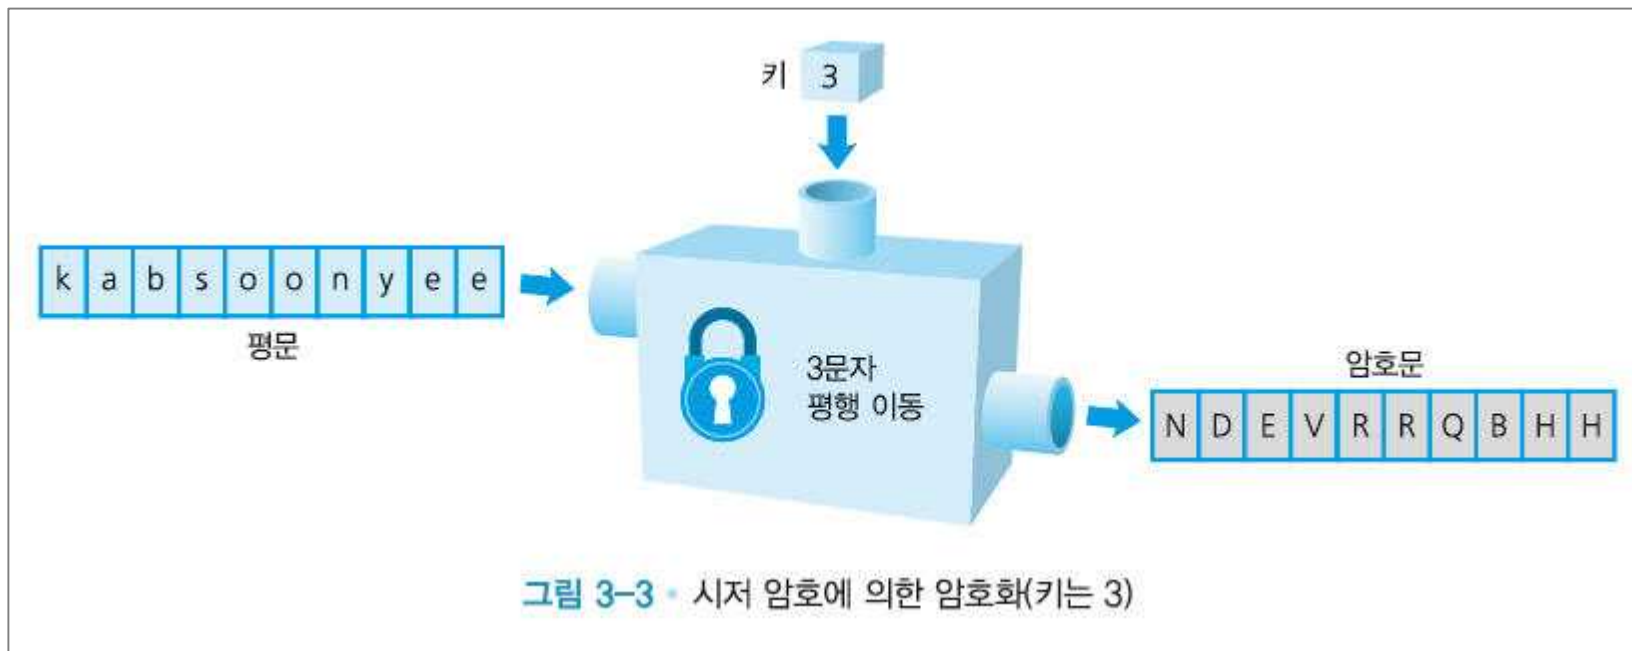 키 3
k a b s o o n y e e
평문
3문자
평행 이동
암호문
N D E V R R Q B H H
그림 3-3 • 시저 암호에 의한 암호화(키는 3)